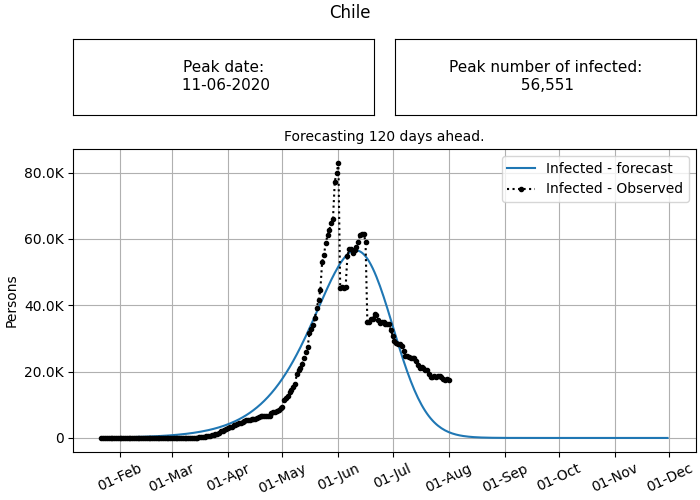 Chile
Peak date:
11-06-2020
Peak number of infected:
56,551
Forecasting 120 days ahead.
Infected - forecast
Infected - Observed
80.0K
60.0K
40.0K
20.0K
0
Persons
01-Feb
01-Mar
01-Apr
01-May
01-Jun
01-Jul
01-Aug
01-Sep
01-Oct
01-Nov
01-Dec